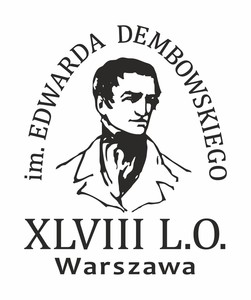 im. EDWARDA DEMBOWSKIEGO
XLVIII L.O.
Warszawa